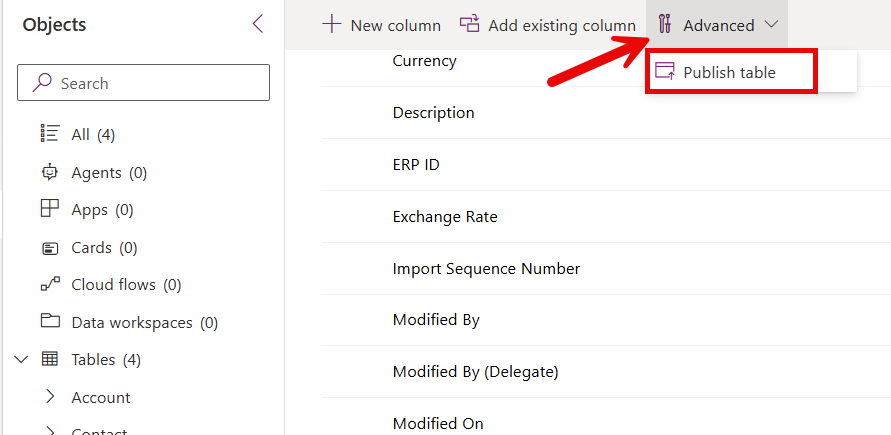 Objects
Search
All (4)
Agents (0)
Apps (0)
Cards (0)
Cloud flows (0)
Data workspaces (0)
Tables (4)
Account
Contact
New column
Add existing column
Advanced
Publish table
Currency
Description
ERP ID
Exchange Rate
Import Sequence Number
Modified By
Modified By (Delegate)
Modified On